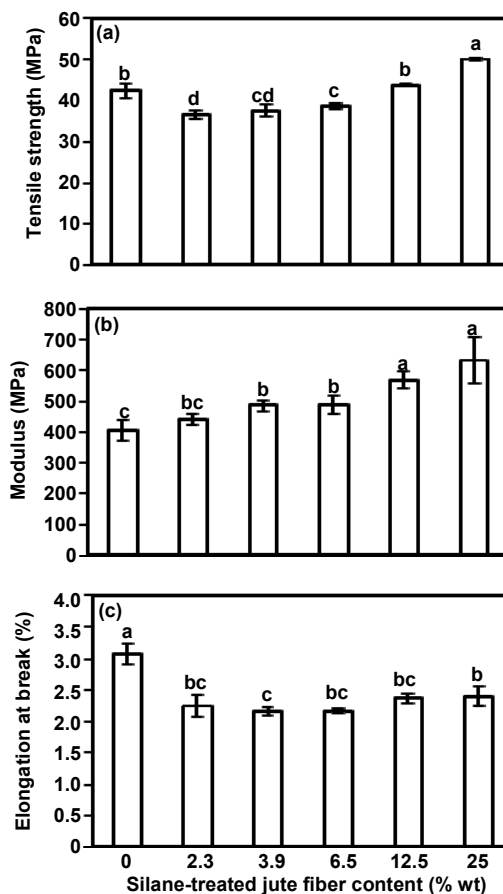 (a)
Tensile strength (MPa)
60
50
40
30
20
10
0
b
d
cd
c
b
a
(b)
Modulus (MPa)
800
700
600
500
400
300
200
100
0
c
bc
b
b
a
a
(c)
Elongation at break (%)
4.0
3.5
3.0
2.5
2.0
1.5
1.0
0.5
0
a
bc
c
bc
bc
b
0 2.3 3.9 6.5 12.5 25
Silane-treated jute fiber content (% wt)